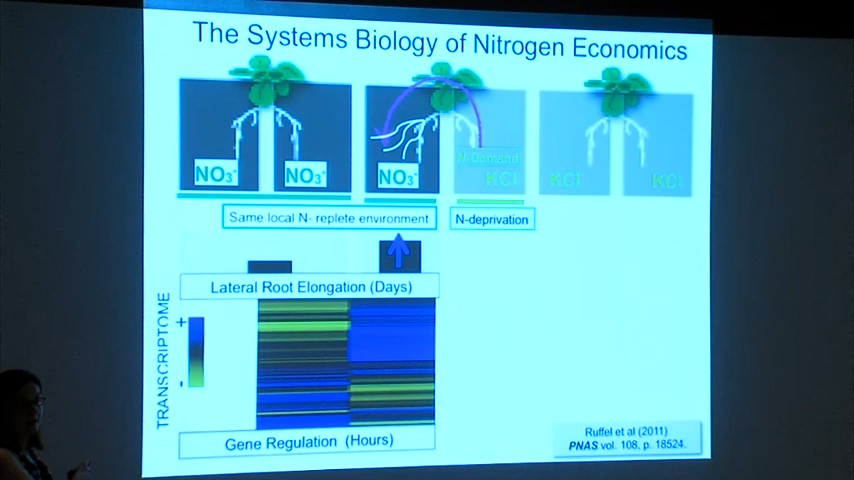 The Systems Biology of Nitrogen Economics
NO₃⁻
NO₃⁻
NO₃⁻
N-Demand
KCl
KCl
KCl
Same local N- replete environment
N-deprivation
Lateral Root Elongation (Days)
TRANSCRIPTOME
+
-
Gene Regulation (Hours)
Ruffel et al (2011)
PNAS vol. 108, p. 18524.